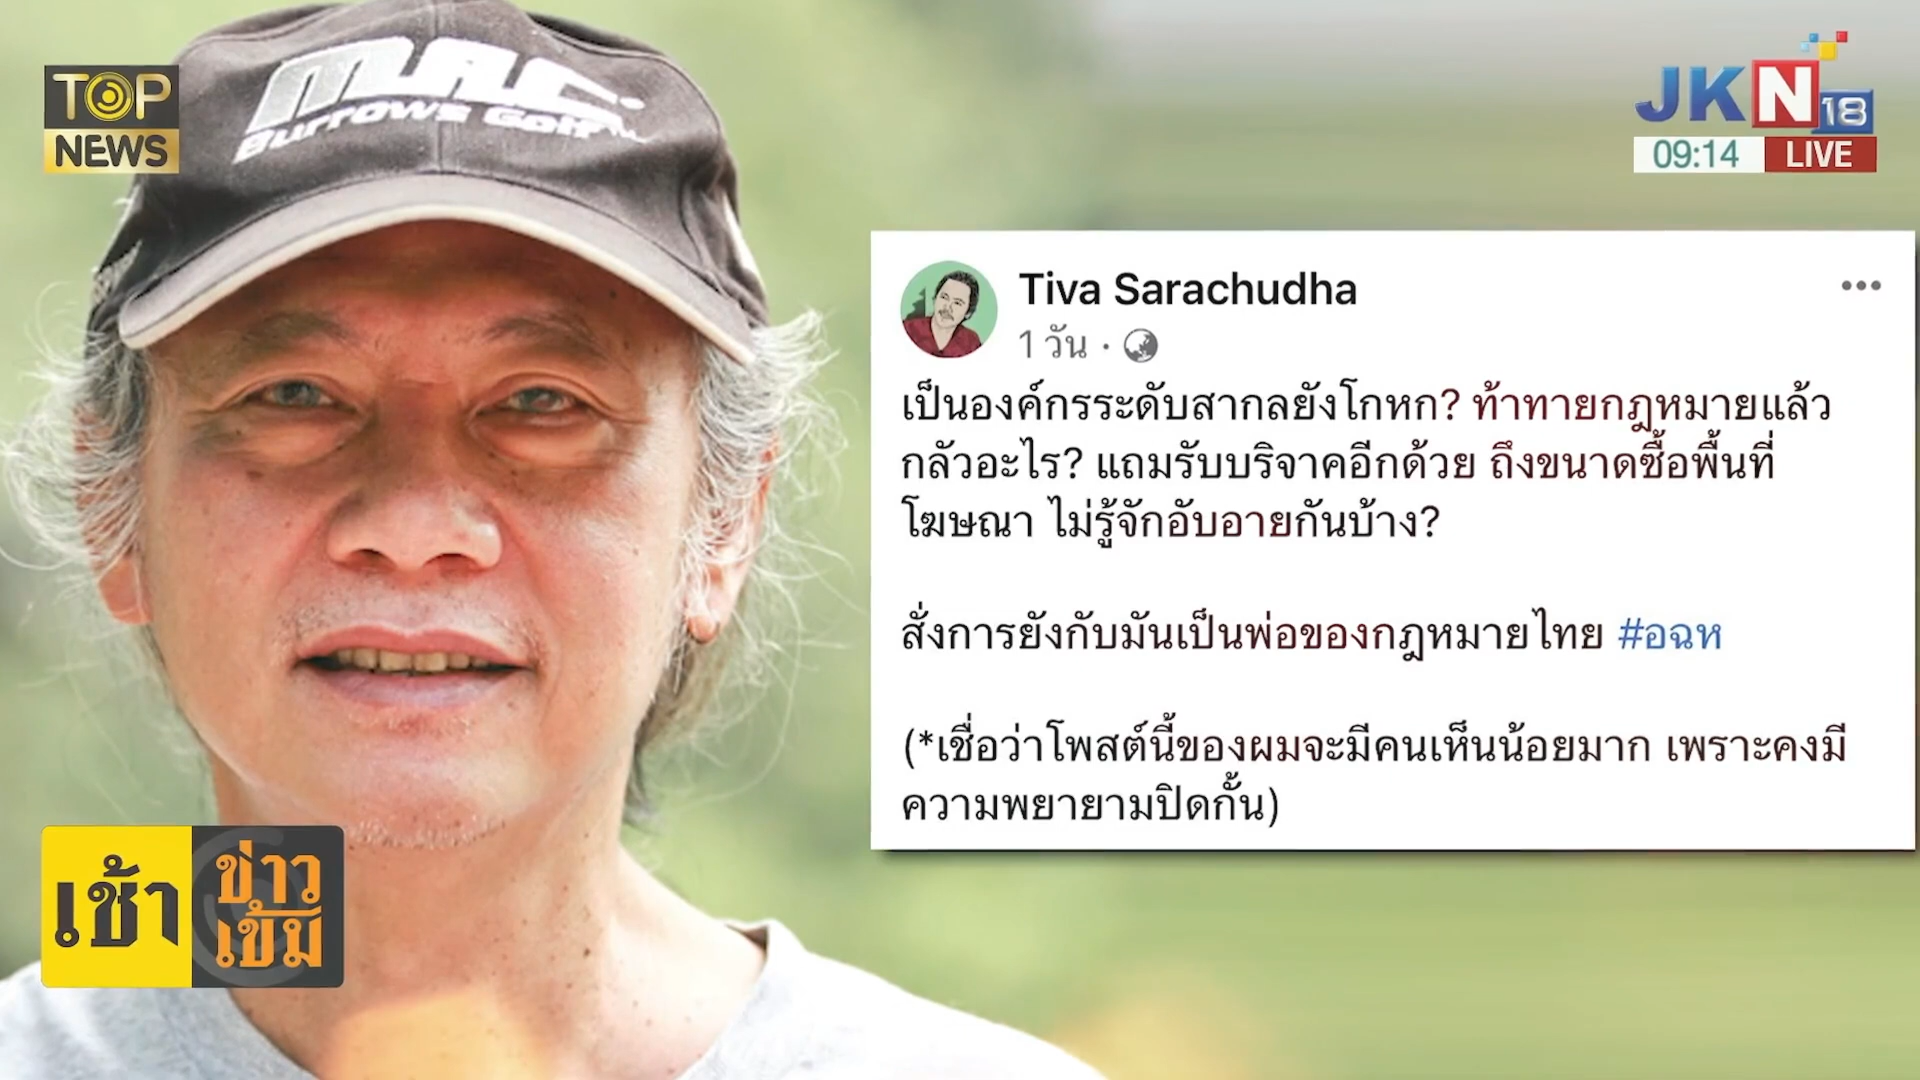 TOP
NEWS
MAC
Burrows Golf
JKN18
09:14 LIVE
Tiva Sarachudha
1 วัน ·
เป็นองค์กรระดับสากลยังโกหก? ท้าทายกฎหมายแล้ว
กลัวอะไร? แถมรับบริจาคอีกด้วย ถึงขนาดซื้อพื้นที่
โฆษณา ไม่รู้จักอับอายกันบ้าง?
สั่งการยังกับมันเป็นพ่อของกฎหมายไทย #อฉห
(*เชื่อว่าโพสต์นี้ของผมจะมีคนเห็นน้อยมาก เพราะคงมี
ความพยายามปิดกั้น)
เช้า
ข่าว
เข้ม